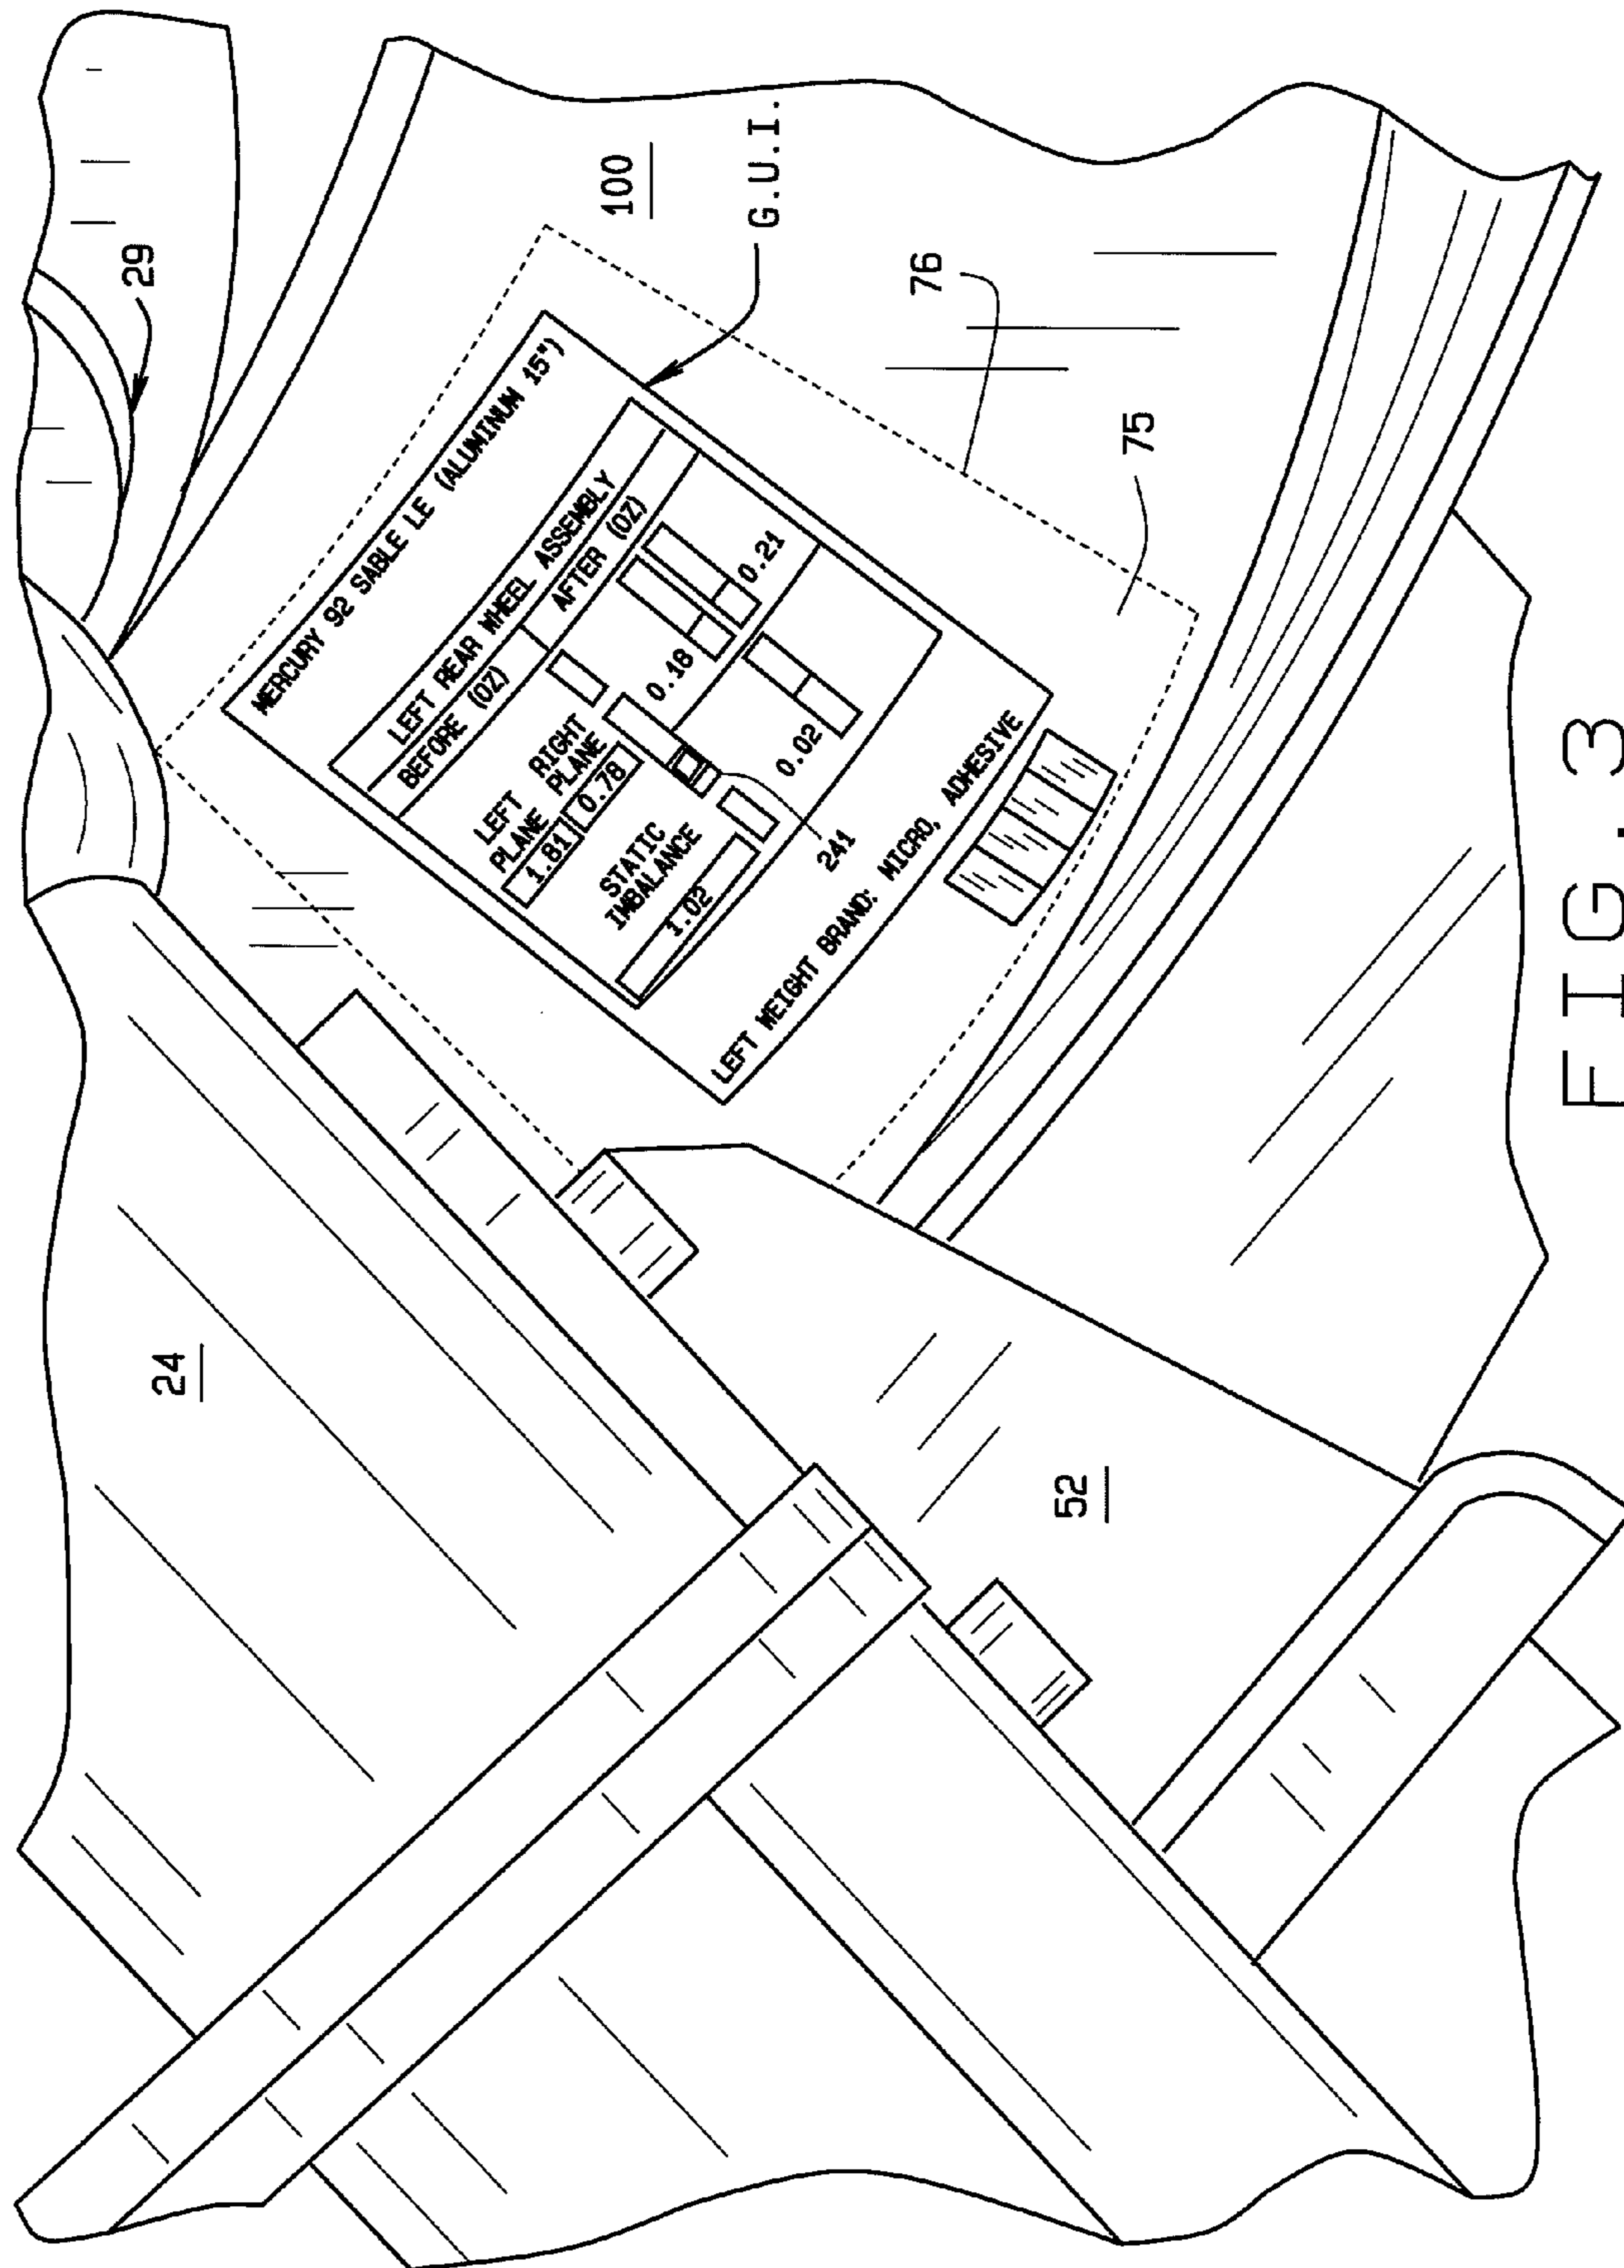 29
100
G.U.I.
76
75
MERCURY 92 SABLE LE (ALUMINUM 15")
LEFT REAR WHEEL ASSEMBLY
BEFORE (OZ) AFTER (OZ)
LEFT PLANE
RIGHT PLANE
1.81
0.78
0.18
0.21
STATIC
IMBALANCE
1.02
0.02
241
LEFT WEIGHT BRAND: MICRO, ADHESIVE
24
52
FIG. 3